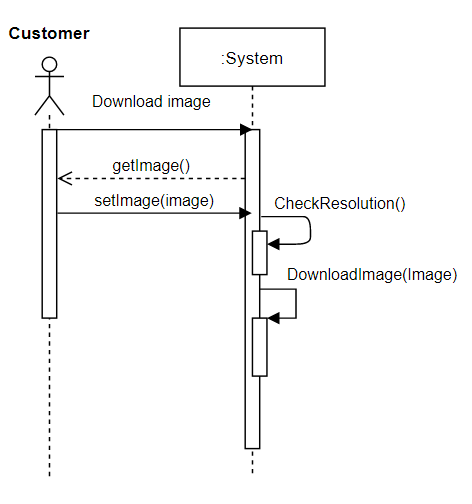 Customer
:System
Download image
getImage()
setImage(image)
CheckResolution()
DownloadImage(Image)